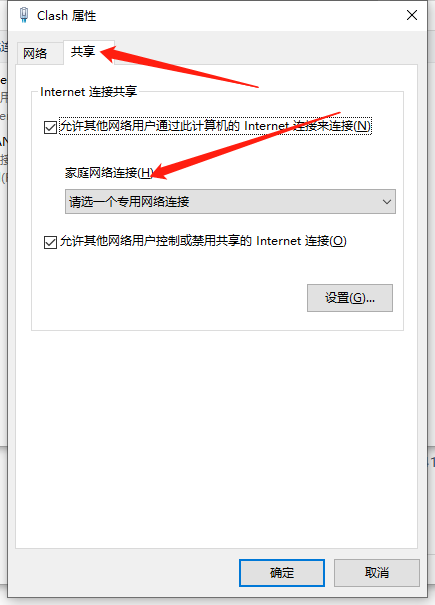 Clash 属性
网络
共享
Internet 连接共享
允许其他网络用户通过此计算机的 Internet 连接来连接(N)
家庭网络连接(H)
请选一个专用网络连接
允许其他网络用户控制或禁用共享的 Internet 连接(O)
设置(G)...
确定
取消